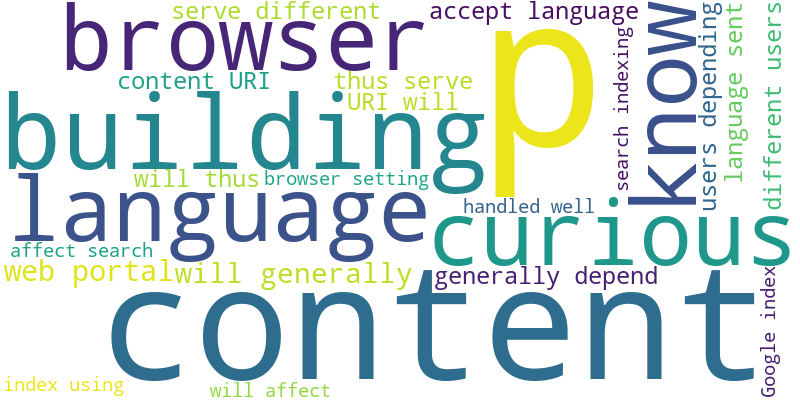 serve different
accept language
browser
p
know
search indexing
users depending
language sent
different users
content URI
thus serve
URI will
building
will thus
browser setting
language
handled well
curious
affect search
web portal
will generally
generally depend
content
Google index
index using
will affect